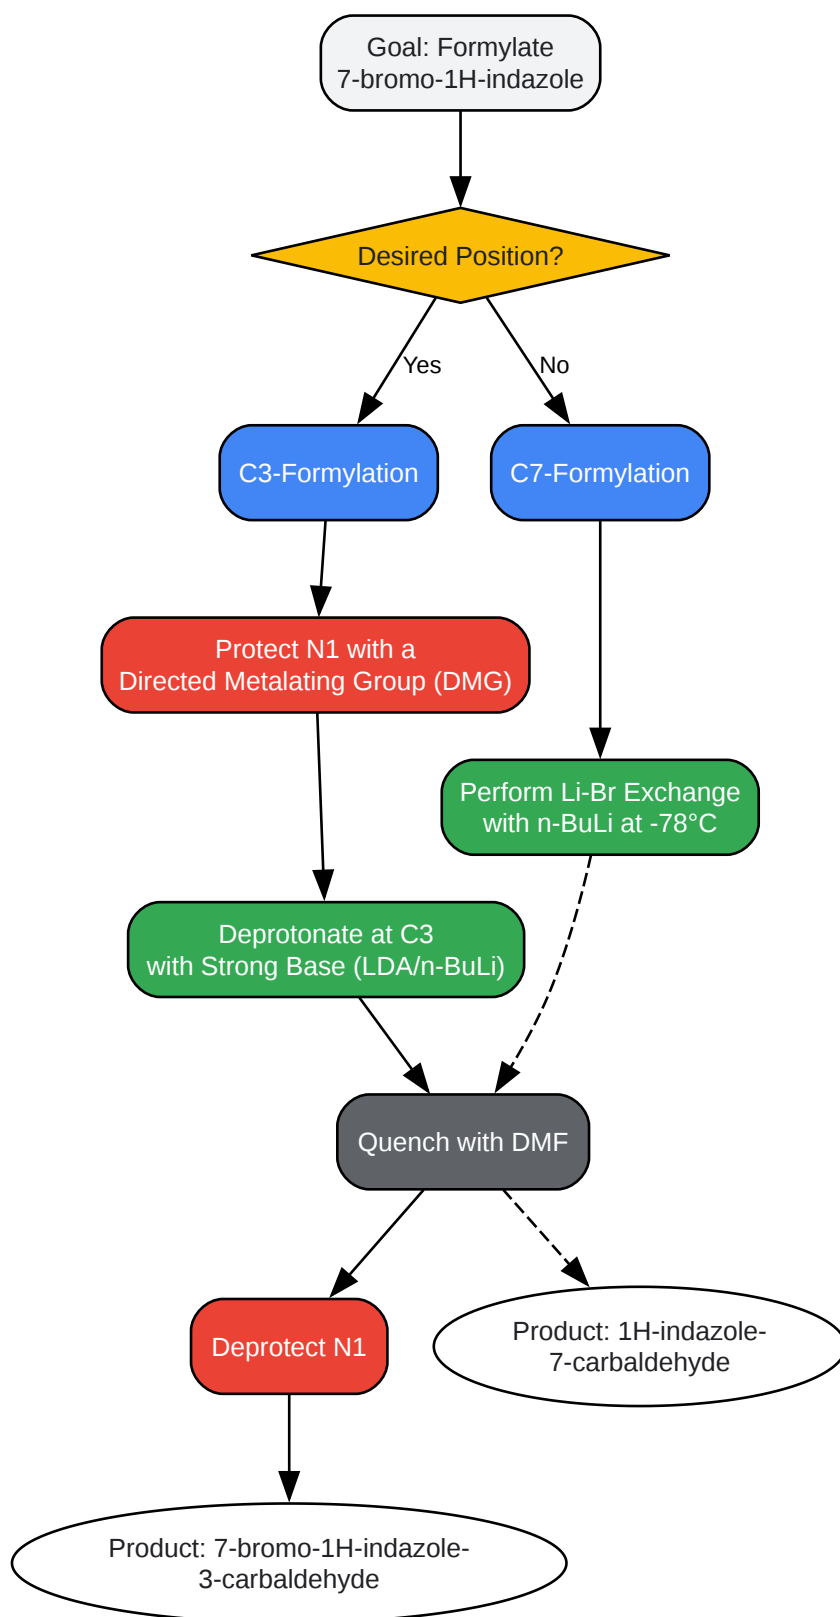 Goal: Formylate
7-bromo-1H-indazole
Desired Position?
Yes
No
C3-Formylation
C7-Formylation
Protect N1 with a
Directed Metalating Group (DMG)
Perform Li-Br Exchange
with n-BuLi at -78°C
Deprotonate at C3
with Strong Base (LDA/n-BuLi)
Quench with DMF
Deprotect N1
Product: 1H-indazole-
7-carbaldehyde
Product: 7-bromo-1H-indazole-
3-carbaldehyde